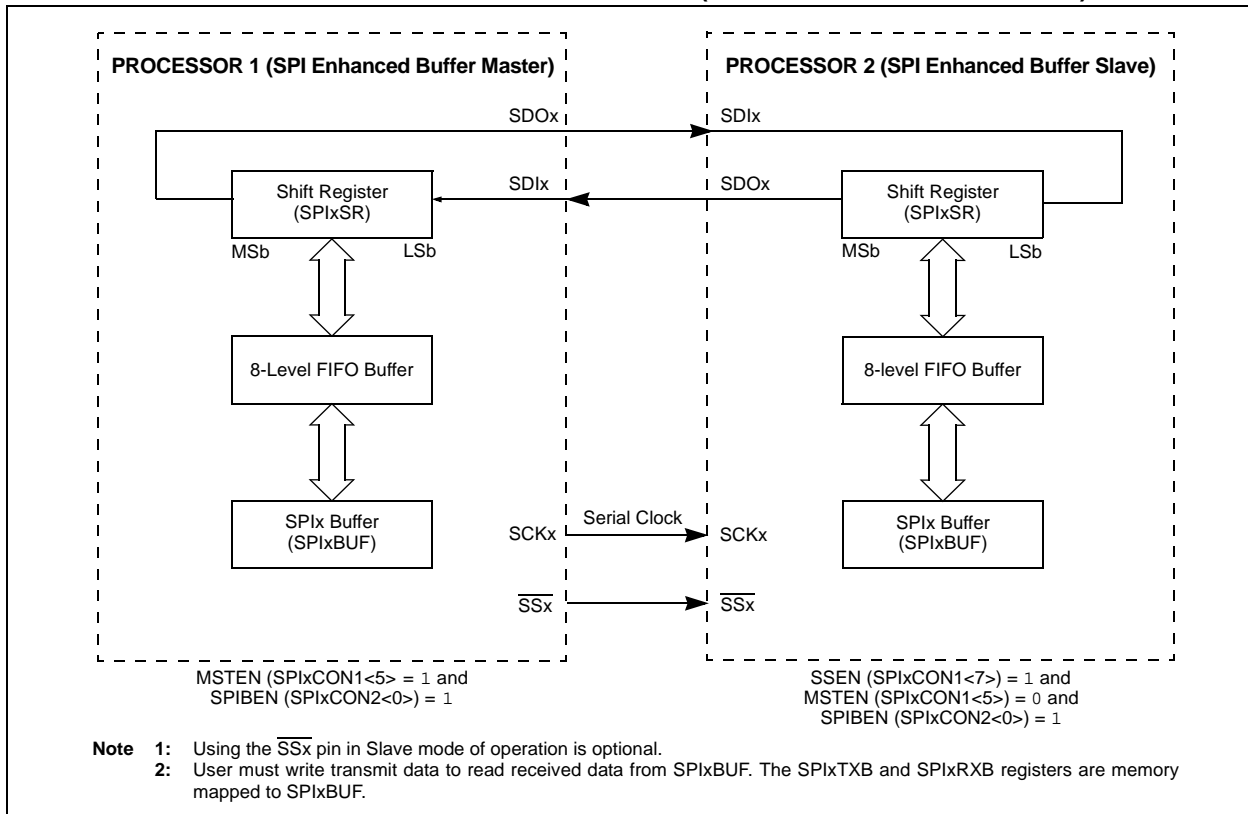 PROCESSOR 1 (SPI Enhanced Buffer Master)
PROCESSOR 2 (SPI Enhanced Buffer Slave)
SDOx
SDIx
Shift Register
(SPIxSR)
SDIx
SDOx
Shift Register
(SPIxSR)
MSb
LSb
MSb
LSb
8-Level FIFO Buffer
8-level FIFO Buffer
SPIx Buffer
(SPIxBUF)
SCKx
Serial Clock
SCKx
SPIx Buffer
(SPIxBUF)
SSx
SSx
MSTEN (SPIxCON1<5> = 1 and
SPIBEN (SPIxCON2<0>) = 1
SSEN (SPIxCON1<7>) = 1 and
MSTEN (SPIxCON1<5>) = 0 and
SPIBEN (SPIxCON2<0>) = 1
Note 1: Using the SSx pin in Slave mode of operation is optional.
2: User must write transmit data to read received data from SPIxBUF. The SPIxTXB and SPIxRXB registers are memory
mapped to SPIxBUF.